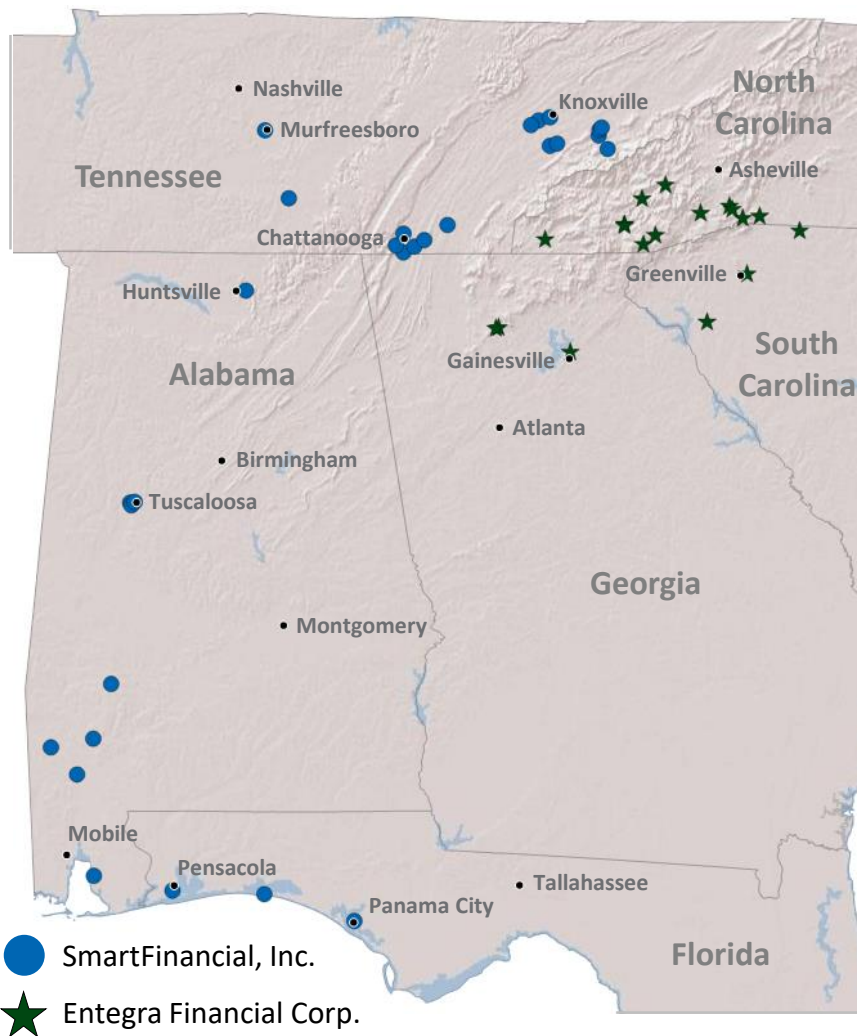 Nashville
Knoxville
North
Carolina
Murfreesboro
Asheville
Tennessee
Chattanooga
Greenville
Huntsville
South
Carolina
Gainesville
Alabama
Atlanta
Birmingham
Tuscaloosa
Georgia
Montgomery
Mobile
Pensacola
Tallahassee
Panama City
Florida
SmartFinancial, Inc.
Entegra Financial Corp.